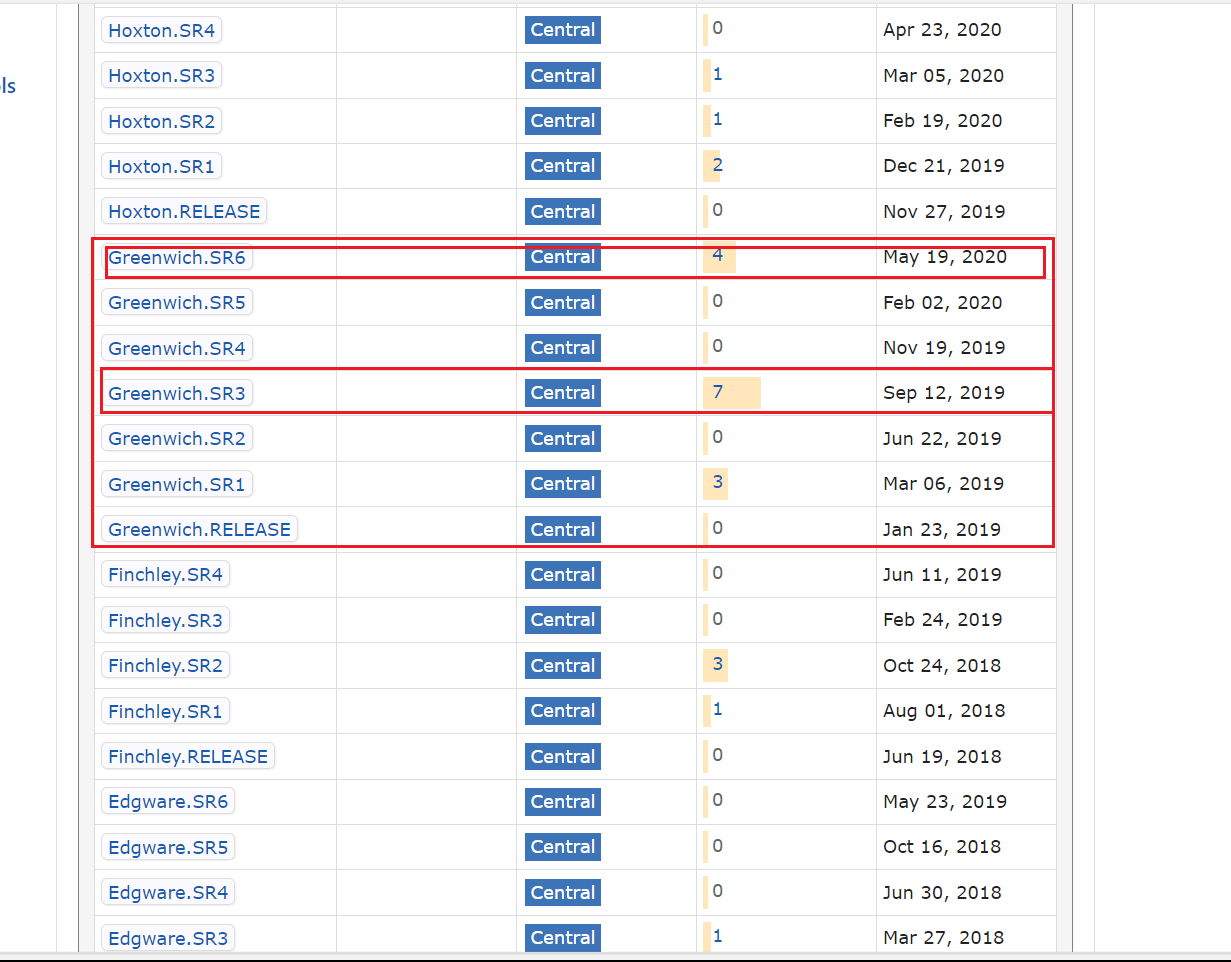 Hoxton.SR4 Central 0 Apr 23, 2020
ls
Hoxton.SR3 Central 1 Mar 05, 2020
Hoxton.SR2 Central 1 Feb 19, 2020
Hoxton.SR1 Central 2 Dec 21, 2019
Hoxton.RELEASE Central 0 Nov 27, 2019
Greenwich.SR6 Central 4 May 19, 2020
Greenwich.SR5 Central 0 Feb 02, 2020
Greenwich.SR4 Central 0 Nov 19, 2019
Greenwich.SR3 Central 7 Sep 12, 2019
Greenwich.SR2 Central 0 Jun 22, 2019
Greenwich.SR1 Central 3 Mar 06, 2019
Greenwich.RELEASE Central 0 Jan 23, 2019
Finchley.SR4 Central 0 Jun 11, 2019
Finchley.SR3 Central 0 Feb 24, 2019
Finchley.SR2 Central 3 Oct 24, 2018
Finchley.SR1 Central 1 Aug 01, 2018
Finchley.RELEASE Central 0 Jun 19, 2018
Edgware.SR6 Central 0 May 23, 2019
Edgware.SR5 Central 0 Oct 16, 2018
Edgware.SR4 Central 0 Jun 30, 2018
Edgware.SR3 Central 1 Mar 27, 2018